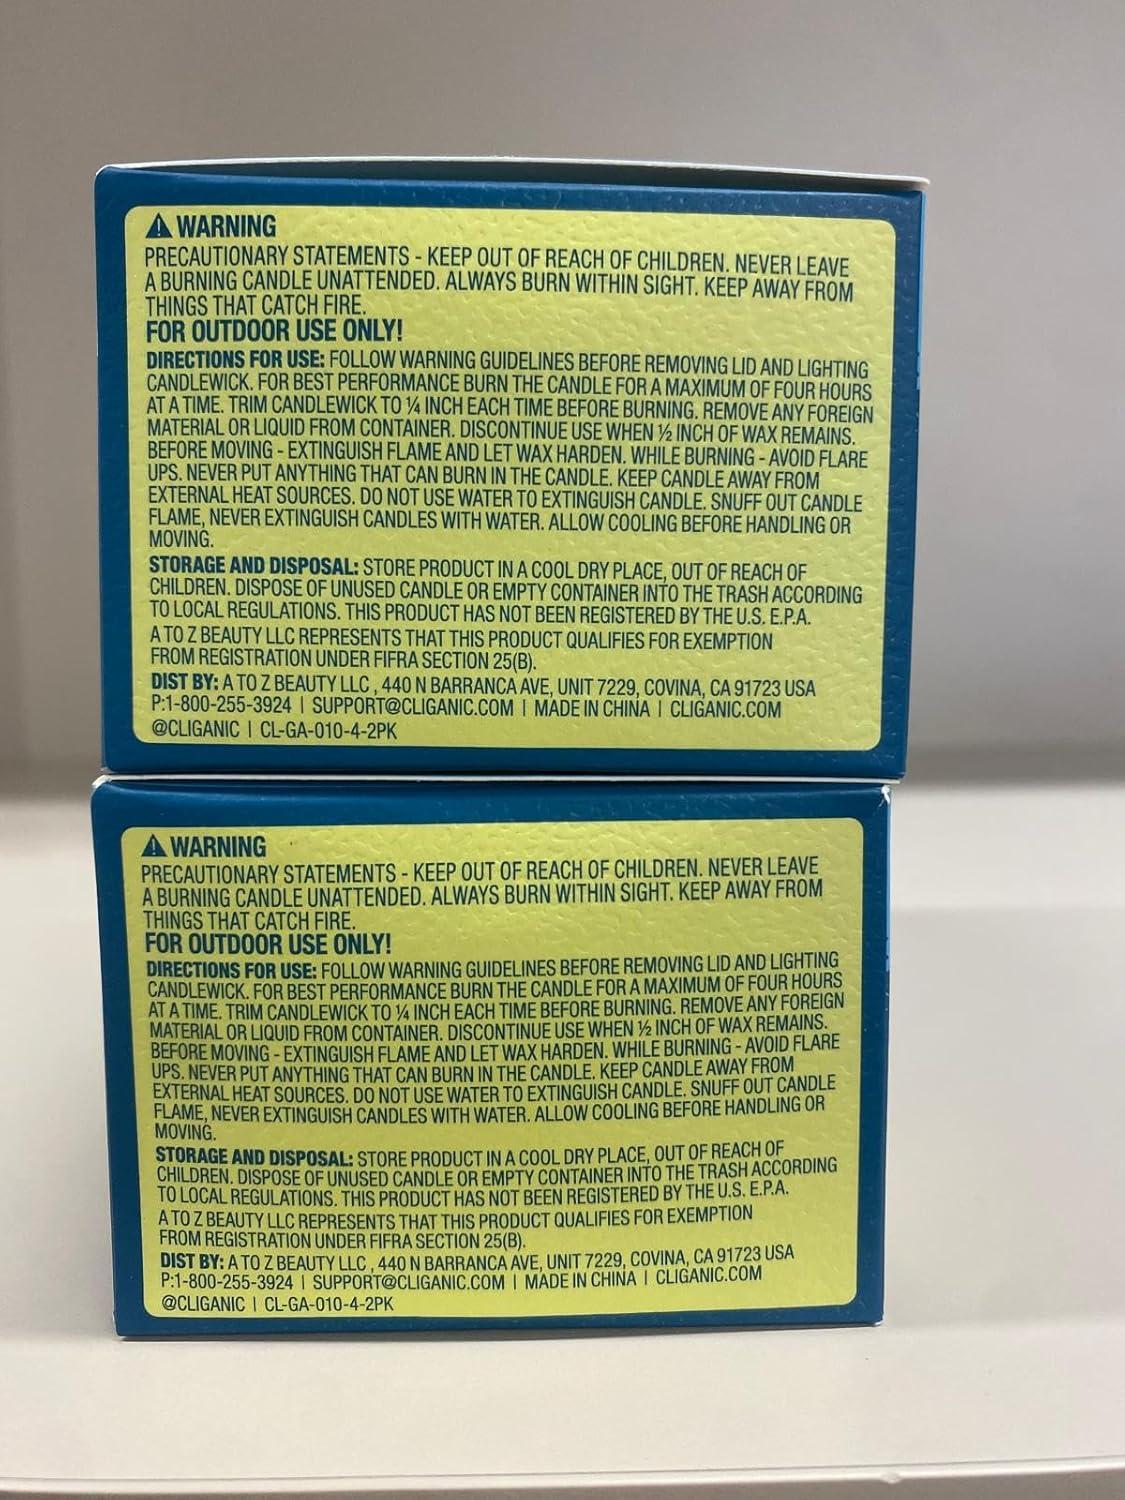 ⚠ WARNING
PRECAUTIONARY STATEMENTS - KEEP OUT OF REACH OF CHILDREN. NEVER LEAVE
A BURNING CANDLE UNATTENDED. ALWAYS BURN WITHIN SIGHT. KEEP AWAY FROM
THINGS THAT CATCH FIRE.
FOR OUTDOOR USE ONLY!
DIRECTIONS FOR USE: FOLLOW WARNING GUIDELINES BEFORE REMOVING LID AND LIGHTING
CANDLEWICK. FOR BEST PERFORMANCE BURN THE CANDLE FOR A MAXIMUM OF FOUR HOURS
AT A TIME. TRIM CANDLEWICK TO ¼ INCH EACH TIME BEFORE BURNING. REMOVE ANY FOREIGN
MATERIAL OR LIQUID FROM CONTAINER. DISCONTINUE USE WHEN ½ INCH OF WAX REMAINS.
BEFORE MOVING - EXTINGUISH FLAME AND LET WAX HARDEN. WHILE BURNING - AVOID FLARE
UPS. NEVER PUT ANYTHING THAT CAN BURN IN THE CANDLE. KEEP CANDLE AWAY FROM
EXTERNAL HEAT SOURCES. DO NOT USE WATER TO EXTINGUISH CANDLE. SNUFF OUT CANDLE
FLAME, NEVER EXTINGUISH CANDLES WITH WATER. ALLOW COOLING BEFORE HANDLING OR
MOVING.
STORAGE AND DISPOSAL: STORE PRODUCT IN A COOL DRY PLACE, OUT OF REACH OF
CHILDREN. DISPOSE OF UNUSED CANDLE OR EMPTY CONTAINER INTO THE TRASH ACCORDING
TO LOCAL REGULATIONS. THIS PRODUCT HAS NOT BEEN REGISTERED BY THE U.S. E.P.A.
A TO Z BEAUTY LLC REPRESENTS THAT THIS PRODUCT QUALIFIES FOR EXEMPTION
FROM REGISTRATION UNDER FIFRA SECTION 25(B).
DIST BY: A TO Z BEAUTY LLC , 440 N BARRANCA AVE, UNIT 7229, COVINA, CA 91723 USA
P:1-800-255-3924 | SUPPORT@CLIGANIC.COM | MADE IN CHINA | CLIGANIC.COM
@CLIGANIC | CL-GA-010-4-2PK
⚠ WARNING
PRECAUTIONARY STATEMENTS - KEEP OUT OF REACH OF CHILDREN. NEVER LEAVE
A BURNING CANDLE UNATTENDED. ALWAYS BURN WITHIN SIGHT. KEEP AWAY FROM
THINGS THAT CATCH FIRE.
FOR OUTDOOR USE ONLY!
DIRECTIONS FOR USE: FOLLOW WARNING GUIDELINES BEFORE REMOVING LID AND LIGHTING
CANDLEWICK. FOR BEST PERFORMANCE BURN THE CANDLE FOR A MAXIMUM OF FOUR HOURS
AT A TIME. TRIM CANDLEWICK TO ¼ INCH EACH TIME BEFORE BURNING. REMOVE ANY FOREIGN
MATERIAL OR LIQUID FROM CONTAINER. DISCONTINUE USE WHEN ½ INCH OF WAX REMAINS.
BEFORE MOVING - EXTINGUISH FLAME AND LET WAX HARDEN. WHILE BURNING - AVOID FLARE
UPS. NEVER PUT ANYTHING THAT CAN BURN IN THE CANDLE. KEEP CANDLE AWAY FROM
EXTERNAL HEAT SOURCES. DO NOT USE WATER TO EXTINGUISH CANDLE. SNUFF OUT CANDLE
FLAME, NEVER EXTINGUISH CANDLES WITH WATER. ALLOW COOLING BEFORE HANDLING OR
MOVING.
STORAGE AND DISPOSAL: STORE PRODUCT IN A COOL DRY PLACE, OUT OF REACH OF
CHILDREN. DISPOSE OF UNUSED CANDLE OR EMPTY CONTAINER INTO THE TRASH ACCORDING
TO LOCAL REGULATIONS. THIS PRODUCT HAS NOT BEEN REGISTERED BY THE U.S. E.P.A.
A TO Z BEAUTY LLC REPRESENTS THAT THIS PRODUCT QUALIFIES FOR EXEMPTION
FROM REGISTRATION UNDER FIFRA SECTION 25(B).
DIST BY: A TO Z BEAUTY LLC , 440 N BARRANCA AVE, UNIT 7229, COVINA, CA 91723 USA
P:1-800-255-3924 | SUPPORT@CLIGANIC.COM | MADE IN CHINA | CLIGANIC.COM
@CLIGANIC | CL-GA-010-4-2PK